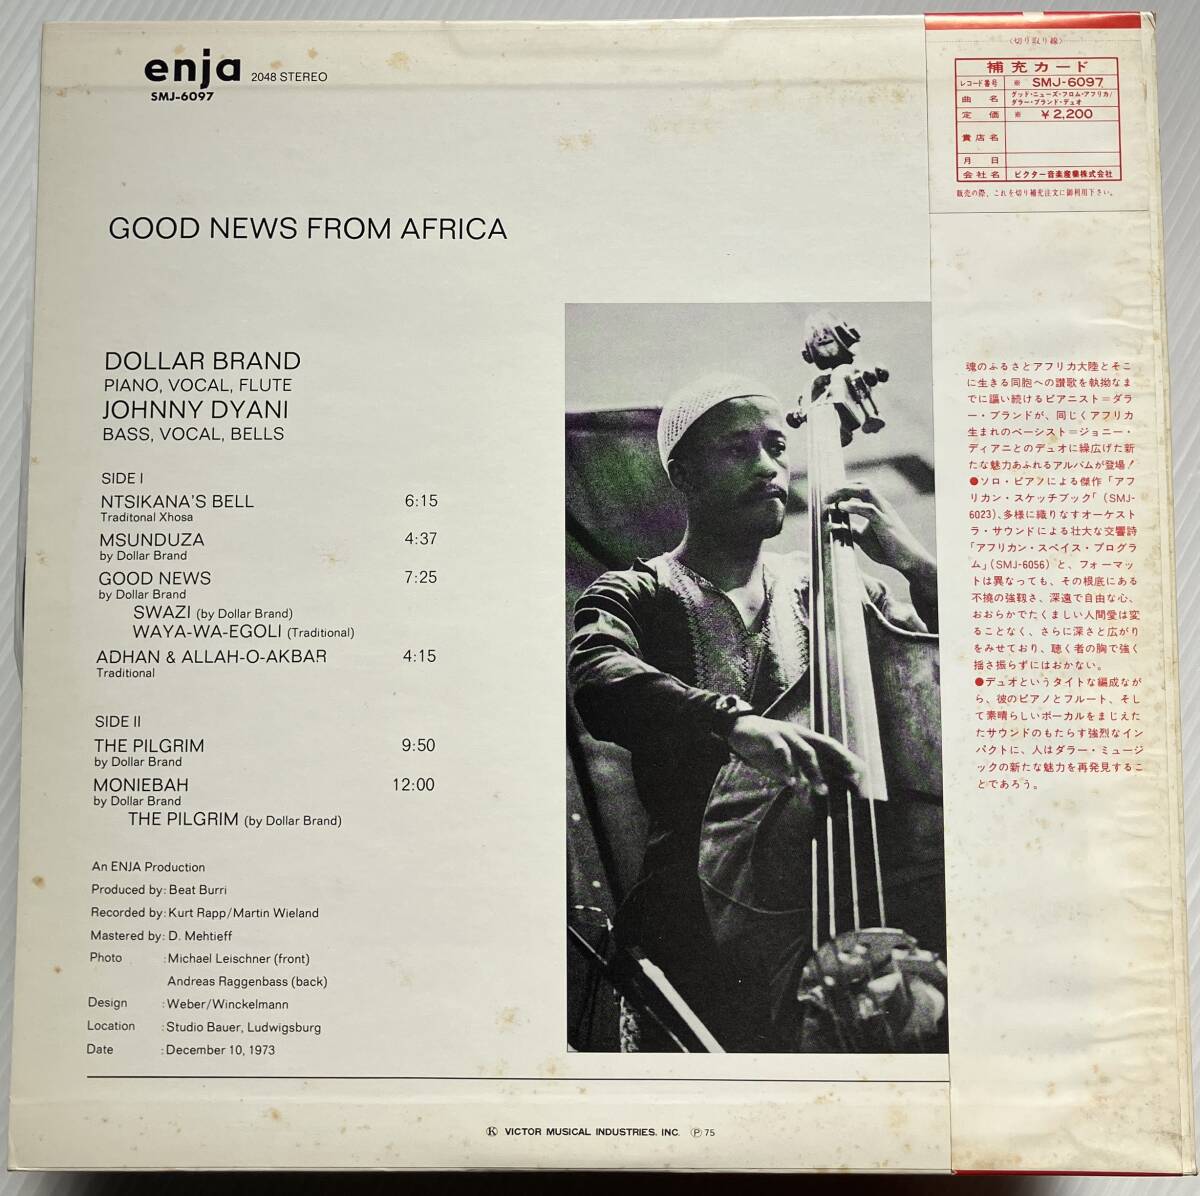 enja 2048 STEREO
SMJ-6097
GOOD NEWS FROM AFRICA
DOLLAR BRAND
PIANO, VOCAL, FLUTE
JOHNNY DYANI
BASS, VOCAL, BELLS
SIDE I
NTSIKANA'S BELL 6:15
Traditonal Xhosa
MSUNDUZA 4:37
by Dollar Brand
GOOD NEWS 7:25
by Dollar Brand
SWAZI (by Dollar Brand)
WAYA-WA-EGOLI (Traditional)
ADHAN & ALLAH-O-AKBAR 4:15
Traditional
SIDE II
THE PILGRIM 9:50
by Dollar Brand
MONIEBAH 12:00
by Dollar Brand
THE PILGRIM (by Dollar Brand)
An ENJA Production
Produced by: Beat Burri
Recorded by: Kurt Rapp/Martin Wieland
Mastered by: D. Mehtieff
Photo :Michael Leischner (front)
Andreas Raggenbass (back)
Design :Weber/Winckelmann
Location :Studio Bauer, Ludwigsburg
Date :December 10, 1973
Ⓚ VICTOR MUSICAL INDUSTRIES, INC. Ⓟ 75
〈切り取り線〉
補充カード
レコード番号 ※ SMJ-6097
曲名 グッド・ニューズ・フロム・アフリカ/
ダラー・ブランド・デュオ
定価 ※ ¥2,200
貴店名
月日
会社名 ビクター音楽産業株式会社
販売の際、これを切り補充注文に御利用下さい。
魂のふるさとアフリカ大陸とそこ
に生きる同胞への讃歌を執拗なま
でに謳い続けるピアニスト=ダラ
ー・ブランドが、同じくアフリカ
生まれのベーシスト=ジョニー・
ディアニとのデュオに繰広げた新
たな魅力あふれるアルバムが登場!
●ソロ・ピアノによる傑作「アフ
リカン・スケッチブック「(SMJ-
6023)、多様に織りなすオーケスト
ラ・サウンドによる壮大な交響詩
「アフリカン・スペイス・プログラ
ム」(SMJ-6056)と、フォーマッ
トは異なっても、その根底にある
不撓の強靱さ、深遠で自由な心、
おおらかでたくましい人間愛は変
ることなく、さらに深さと広がり
をみせており、聴く者の胸で強く
揺さ振らずにはおかない。
●デュオというタイトな編成なが
ら、彼のピアノとフルート、そし
て素晴らしいボーカルをまじえた
たサウンドのもたらす強烈なイン
パクトに、人はダラー・ミュージ
ックの新たな魅力を再発見するこ
とであろう。